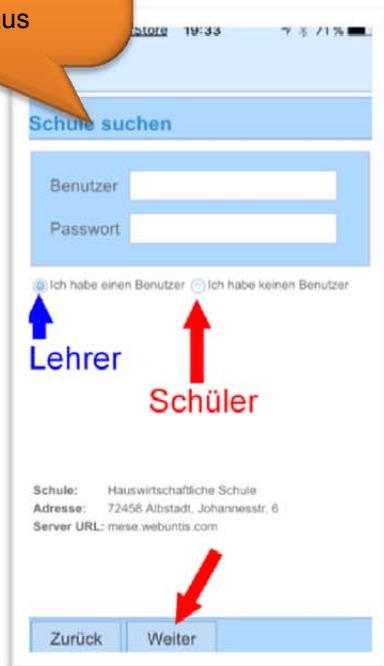 us
Store 19:33 71 %
Schule suchen
Benutzer
Passwort
Ich habe einen Benutzer Ich habe keinen Benutzer
Lehrer
Schüler
Schule: Hauswirtschaftliche Schule
Adresse: 72458 Albstadt, Johannesstr. 6
Server URL: mese.webuntis.com
Zurück Weiter